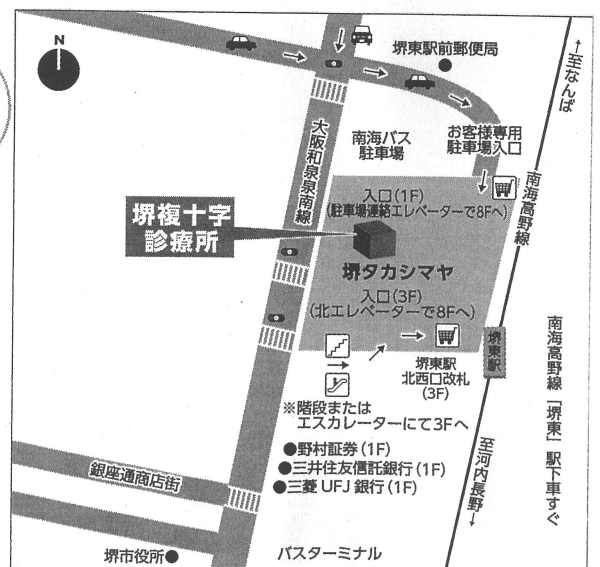 N
堺東駅前郵便局
↑至なんば
大阪和泉泉南線
南海バス
駐車場
お客様専用
駐車場入口
南海高野線
入口(1F)
(駐車場連絡エレベーターで8Fへ)
堺複十字
診療所
堺タカシマヤ
入口(3F)
(北エレベーターで8Fへ)
堺東駅
堺東駅
北西口改札
(3F)
南海高野線「堺東」駅下車すぐ
※階段または
エスカレーターにて3Fへ
●野村証券(1F)
●三井住友信託銀行(1F)
●三菱UFJ銀行(1F)
至河内長野↓
銀座通商店街
堺市役所●
バスターミナル